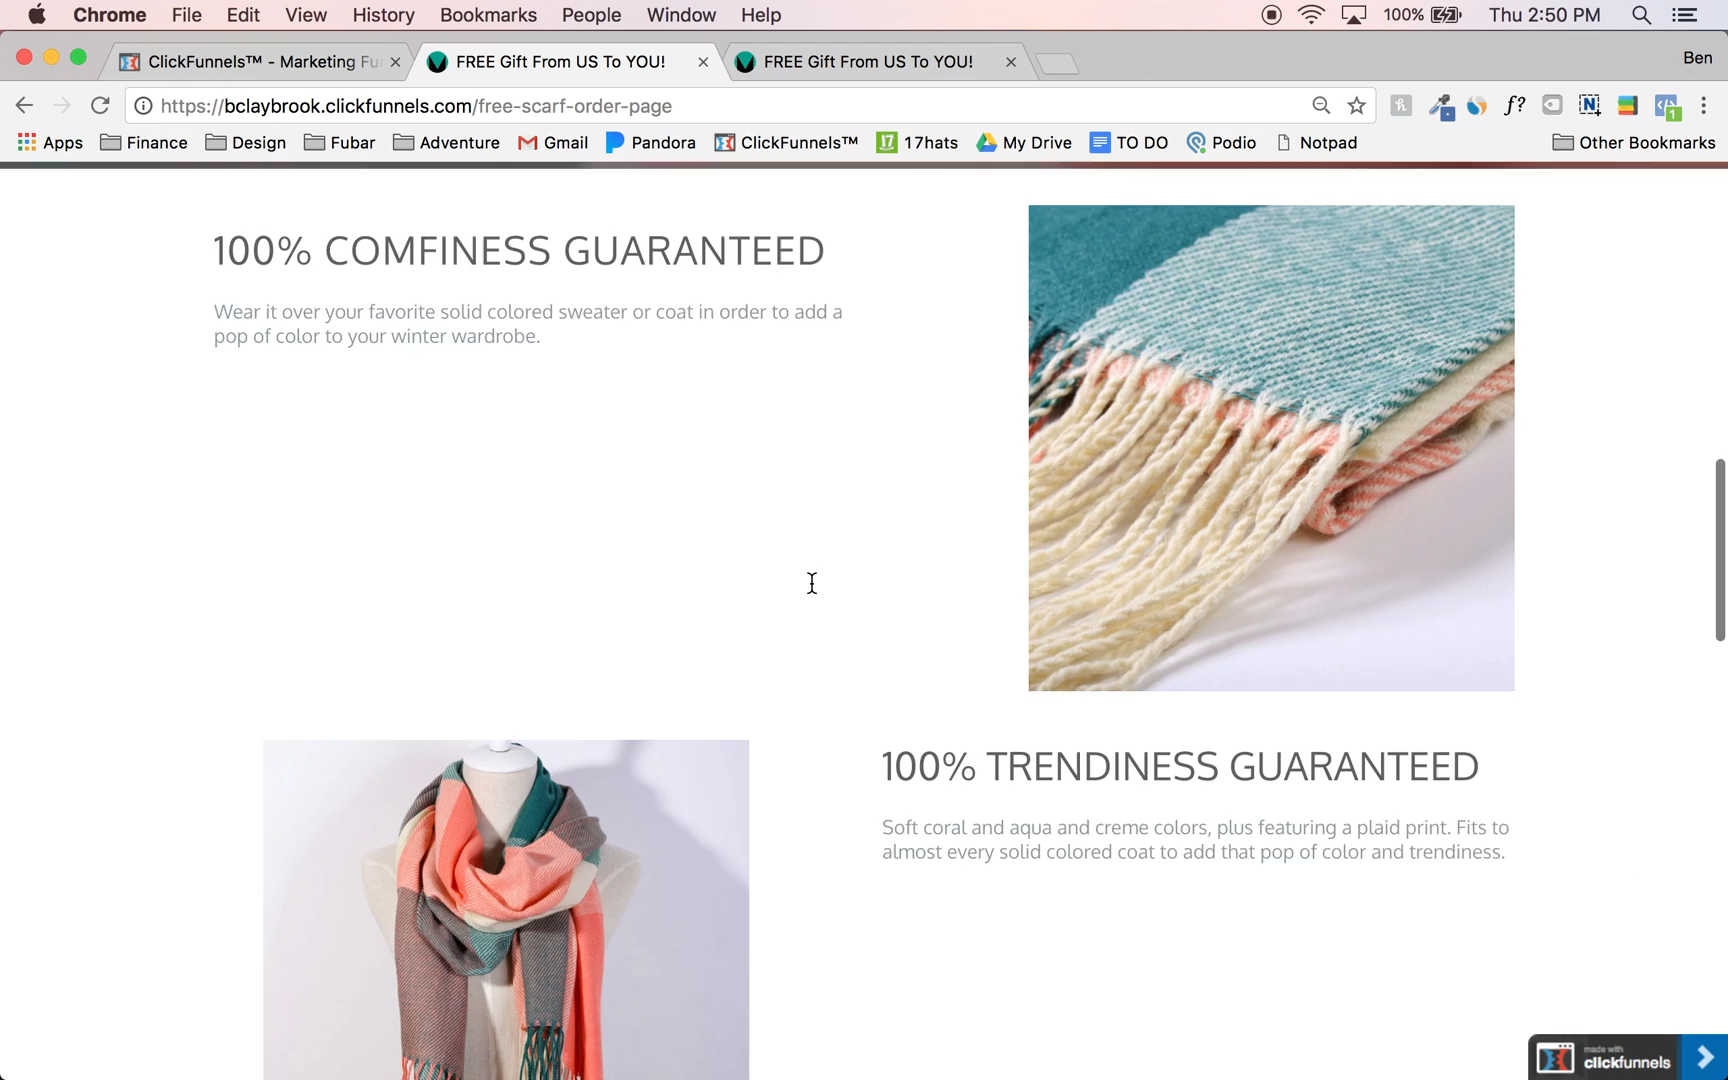 Chrome File Edit View History Bookmarks People Window Help 100% Thu 2:50 PM
ClickFunnels™ - Marketing Fu FREE Gift From US To YOU! FREE Gift From US To YOU! Ben
https://bclaybrook.clickfunnels.com/free-scarf-order-page f? N 1
Apps Finance Design Fubar Adventure Gmail Pandora ClickFunnels™ 17 17hats My Drive TO DO Podio Notpad Other Bookmarks
100% COMFINESS GUARANTEED
Wear it over your favorite solid colored sweater or coat in order to add a
pop of color to your winter wardrobe.
100% TRENDINESS GUARANTEED
Soft coral and aqua and creme colors, plus featuring a plaid print. Fits to
almost every solid colored coat to add that pop of color and trendiness.
made with
clickfunnels